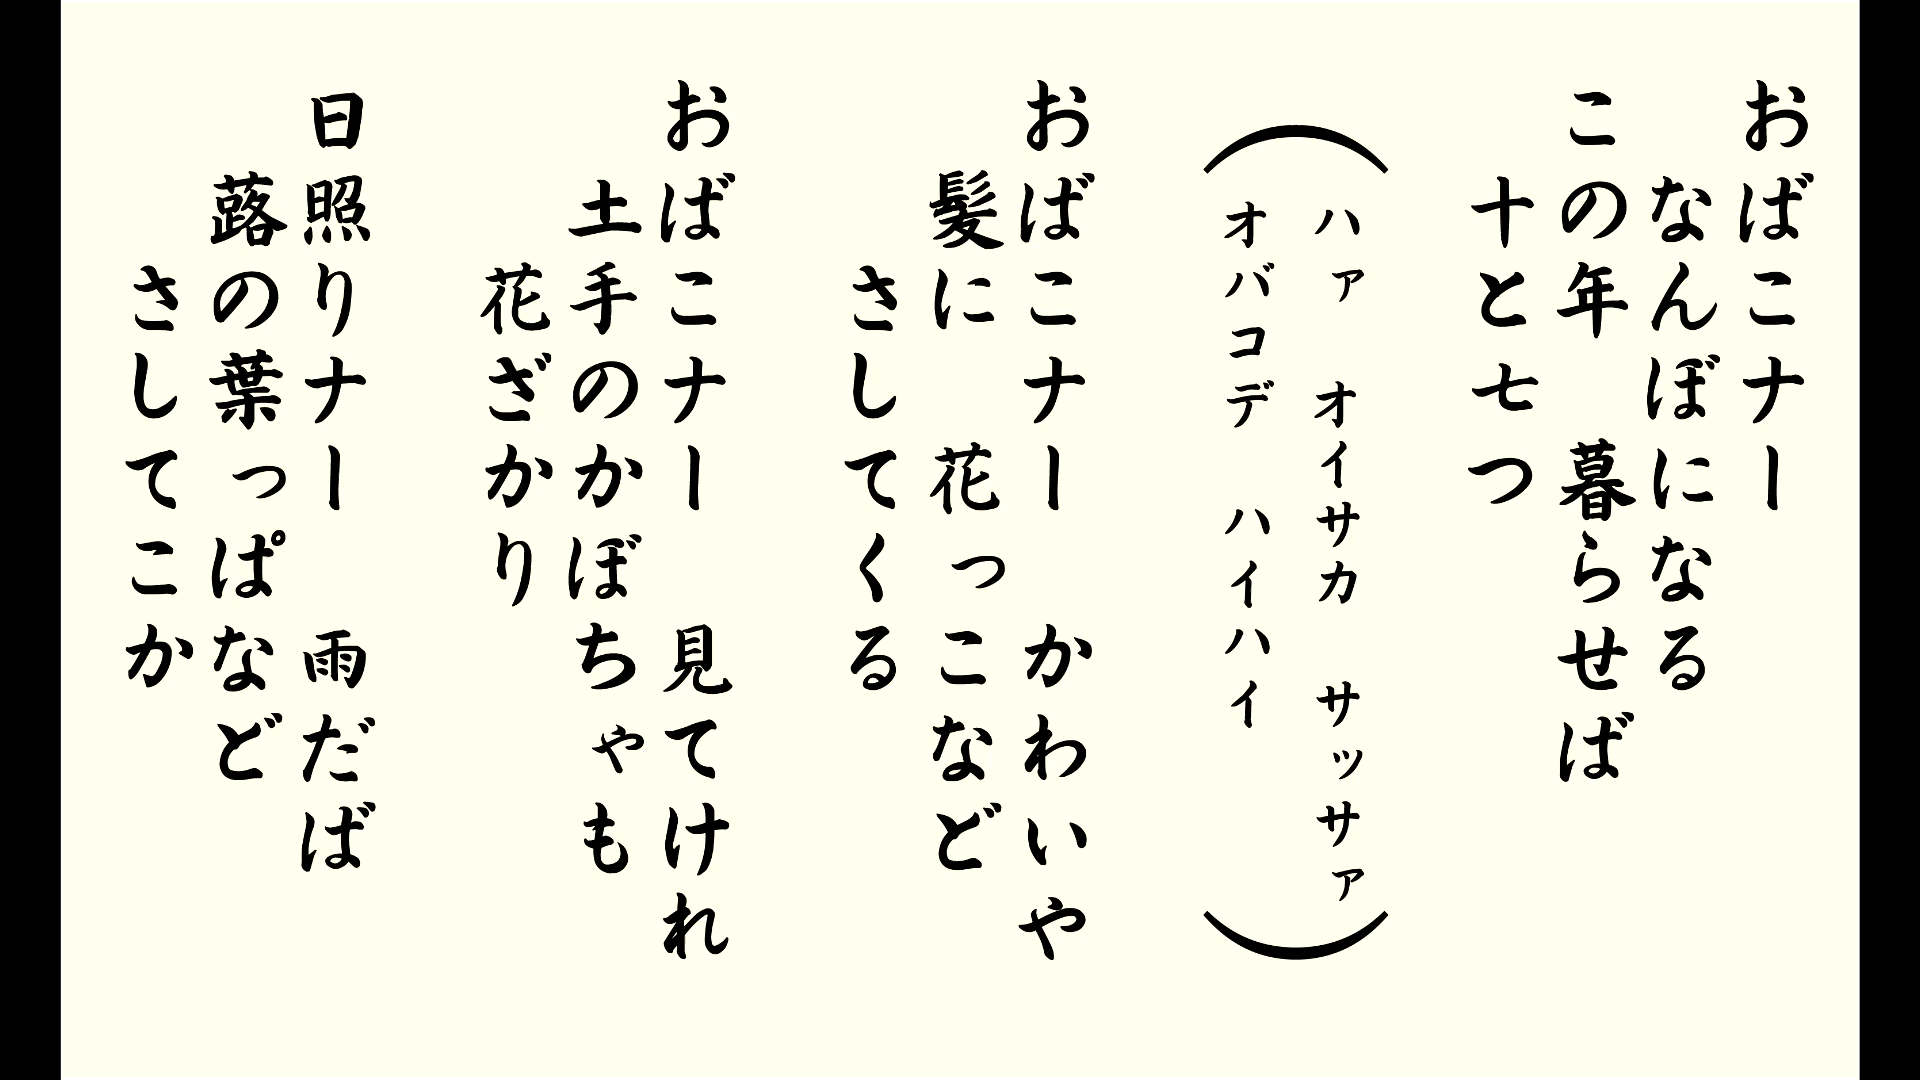 おばこナー
なんぼになる
この年　暮らせば
十と七つ
（ハァ　オイサカ　サッサァ
オバコデ　ハイハイ）
おばこナー　かわいや
髪に　花っこなど
さしてくる
おばこナー　見てけれ
土手のかぼちゃも
花ざかり
日照りナー　雨だば
蕗の葉っぱなど
さしてこか